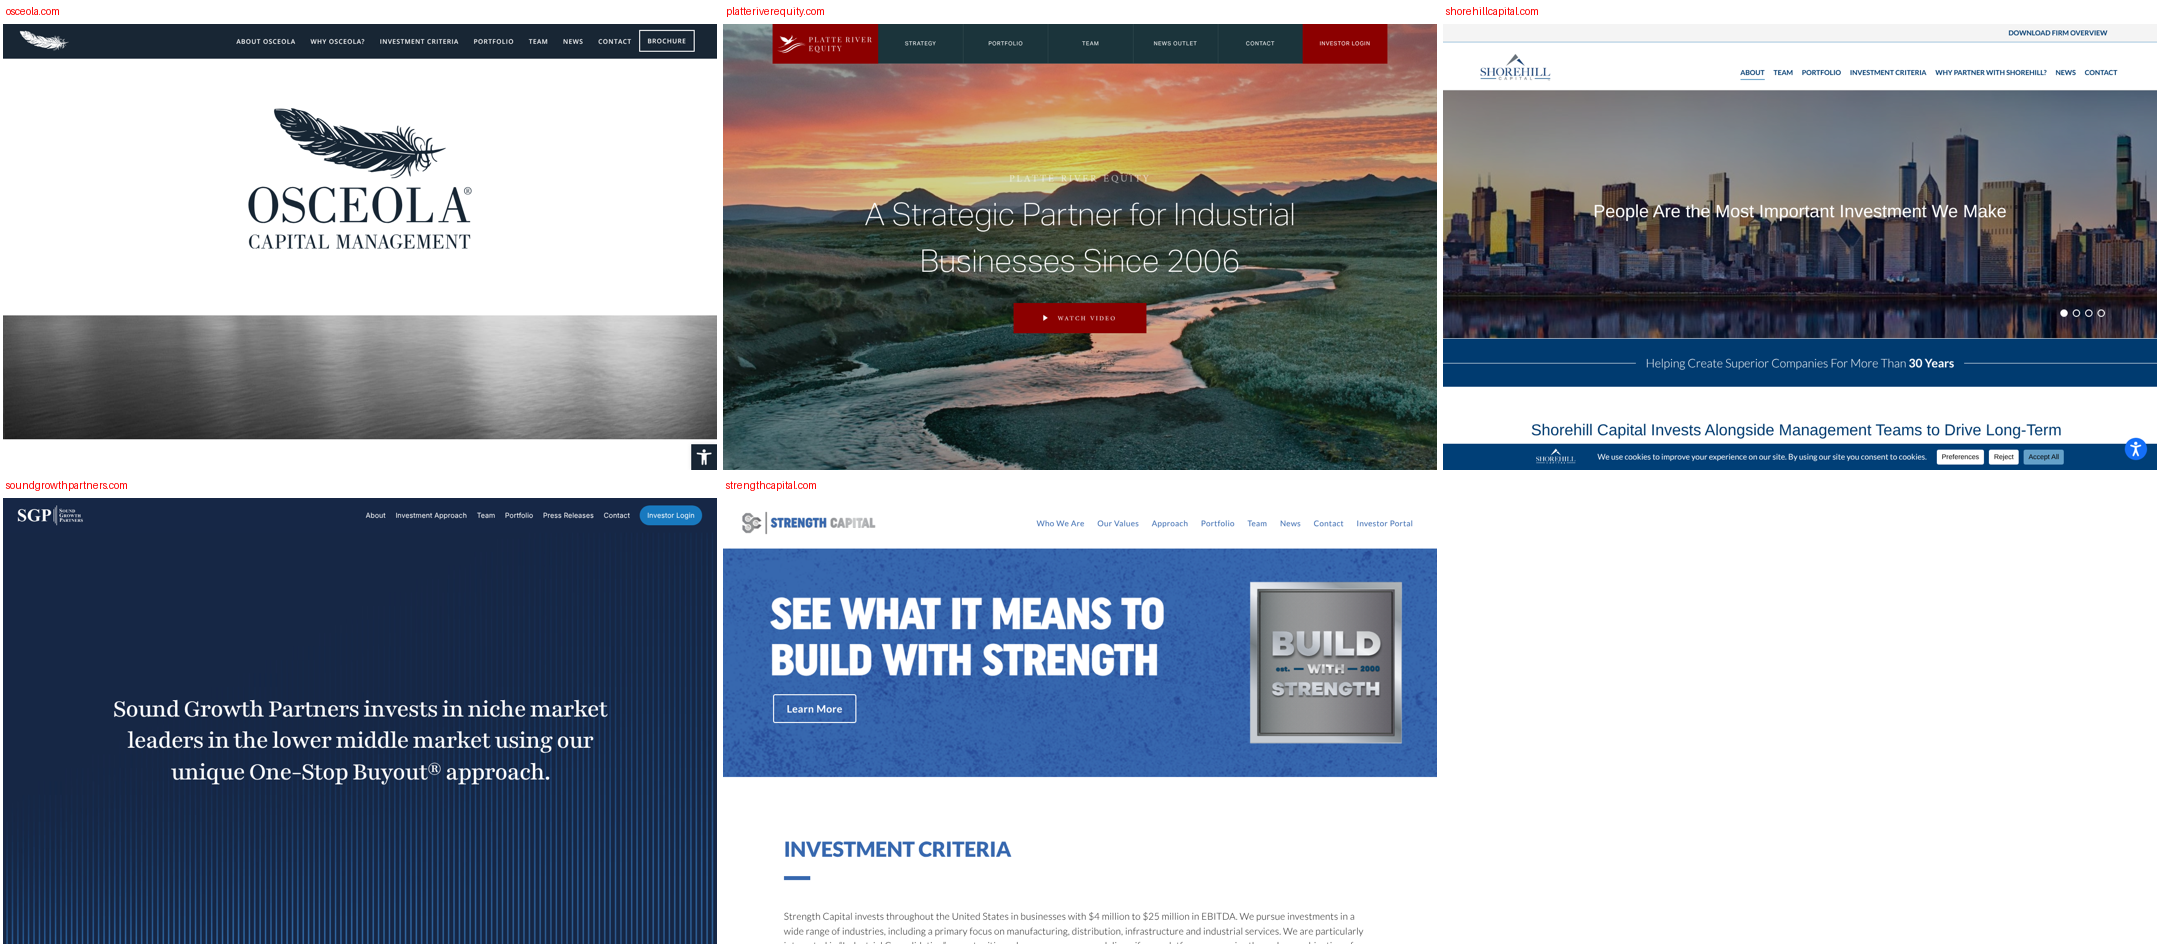 osceola.com
ABOUT OSCEOLA WHY OSCEOLA? INVESTMENT CRITERIA PORTFOLIO TEAM NEWS CONTACT BROCHURE
OSCEOLA®
CAPITAL MANAGEMENT
platteriverequity.com
PLATTE RIVER
EQUITY
STRATEGY PORTFOLIO TEAM NEWS OUTLET CONTACT INVESTOR LOGIN
PLATTE RIVER EQUITY
A Strategic Partner for Industrial
Businesses Since 2006
WATCH VIDEO
shorehillcapital.com
DOWNLOAD FIRM OVERVIEW
SHOREHILL
CAPITAL
ABOUT TEAM PORTFOLIO INVESTMENT CRITERIA WHY PARTNER WITH SHOREHILL? NEWS CONTACT
People Are the Most Important Investment We Make
Helping Create Superior Companies For More Than 30 Years
Shorehill Capital Invests Alongside Management Teams to Drive Long-Term
SHOREHILL
We use cookies to improve your experience on our site. By using our site you consent to cookies. Preferences Reject Accept All
soundgrowthpartners.com
SGP SOUND
GROWTH
PARTNERS
About Investment Approach Team Portfolio Press Releases Contact Investor Login
Sound Growth Partners invests in niche market
leaders in the lower middle market using our
unique One-Stop Buyout® approach.
strengthcapital.com
SC STRENGTH CAPITAL
Who We Are Our Values Approach Portfolio Team News Contact Investor Portal
SEE WHAT IT MEANS TO
BUILD WITH STRENGTH
Learn More
BUILD
est. — WITH — 2000
STRENGTH
INVESTMENT CRITERIA
Strength Capital invests throughout the United States in businesses with $4 million to $25 million in EBITDA. We pursue investments in a
wide range of industries, including a primary focus on manufacturing, distribution, infrastructure and industrial services. We are particularly